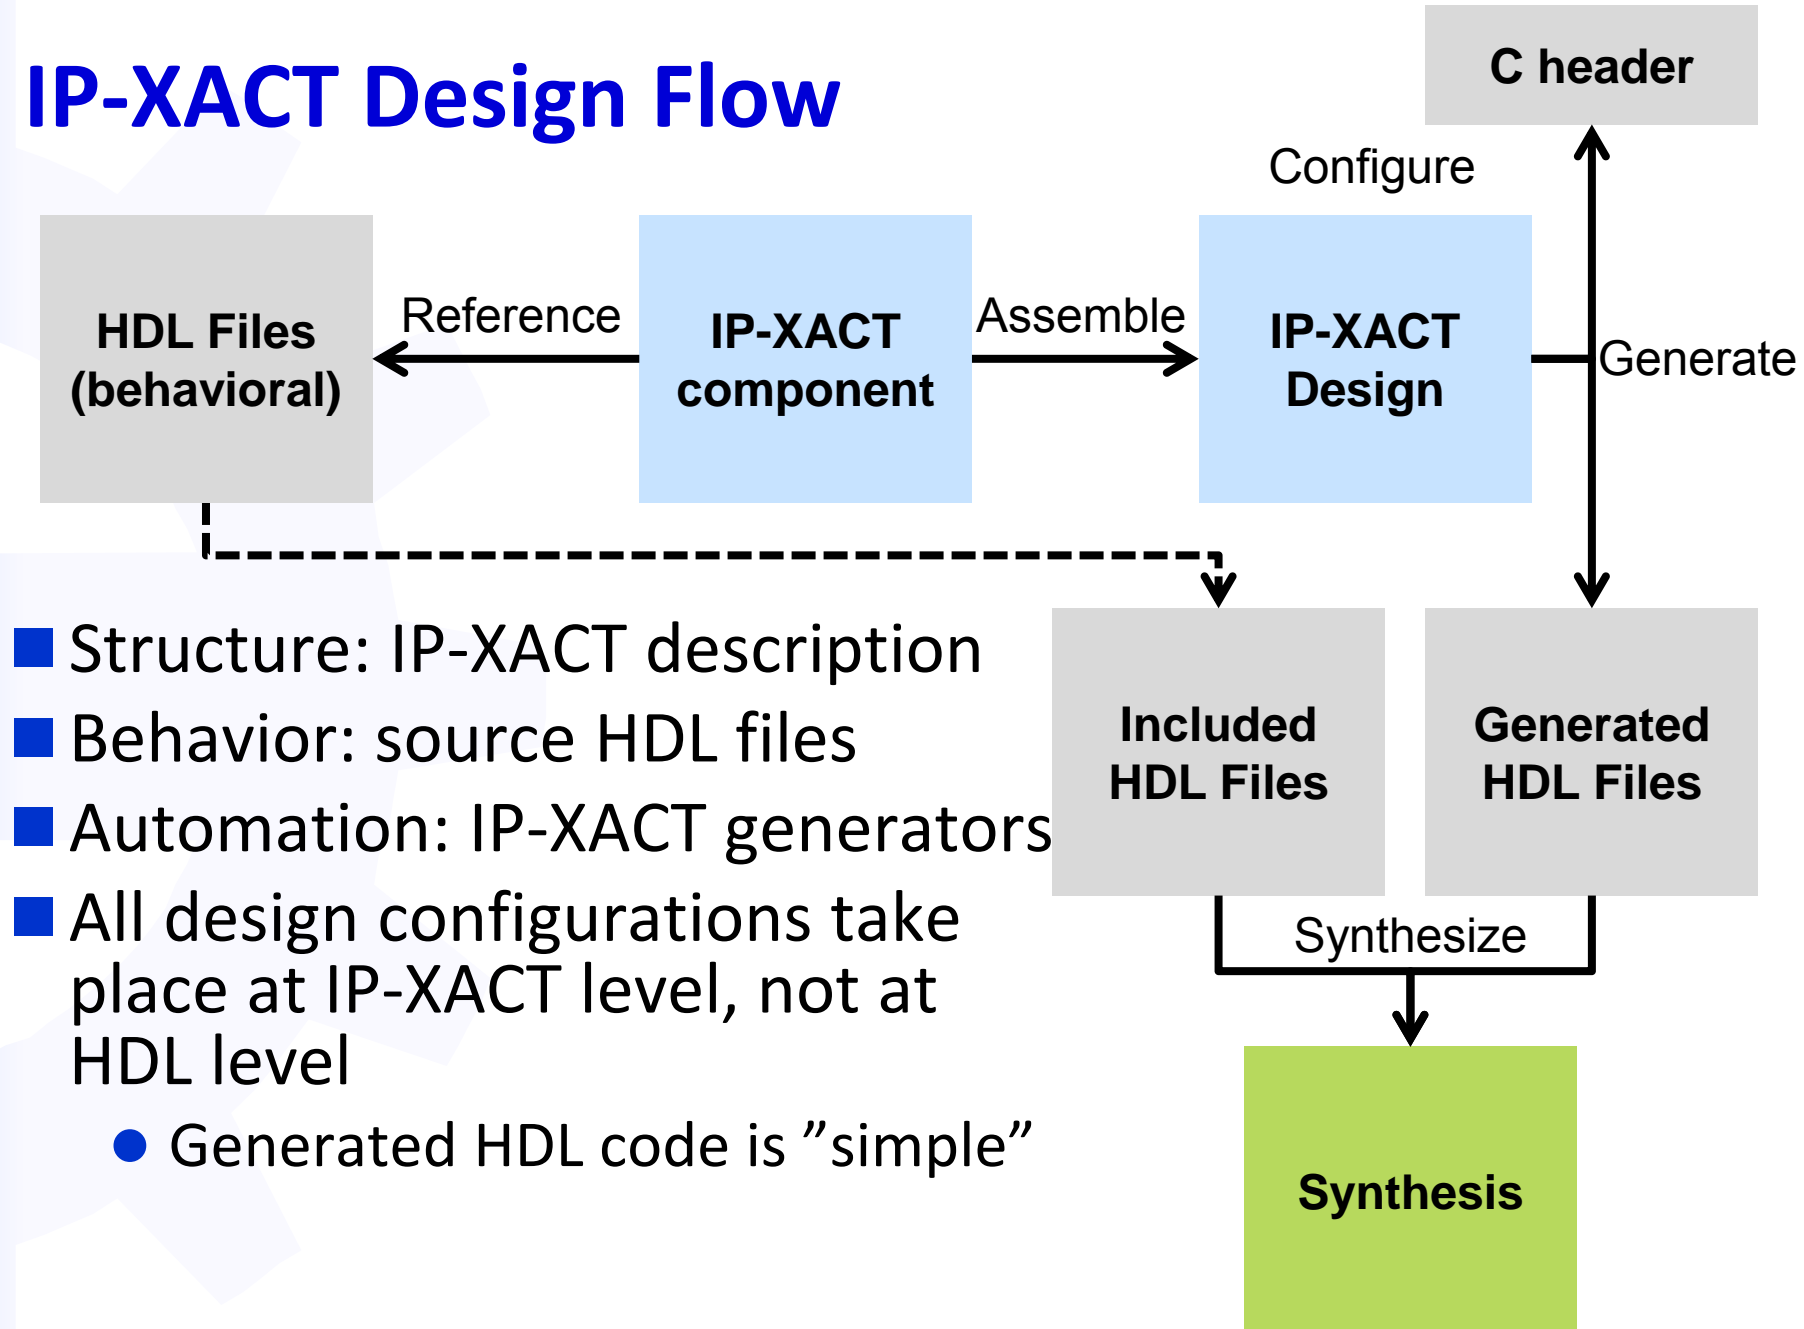 IP-XACT Design Flow
C header
Configure
HDL Files
(behavioral)
Reference
IP-XACT
component
Assemble
IP-XACT
Design
Generate
Structure: IP-XACT description
Behavior: source HDL files
Automation: IP-XACT generators
All design configurations take
place at IP-XACT level, not at
HDL level
Generated HDL code is ”simple”
Included
HDL Files
Generated
HDL Files
Synthesize
Synthesis